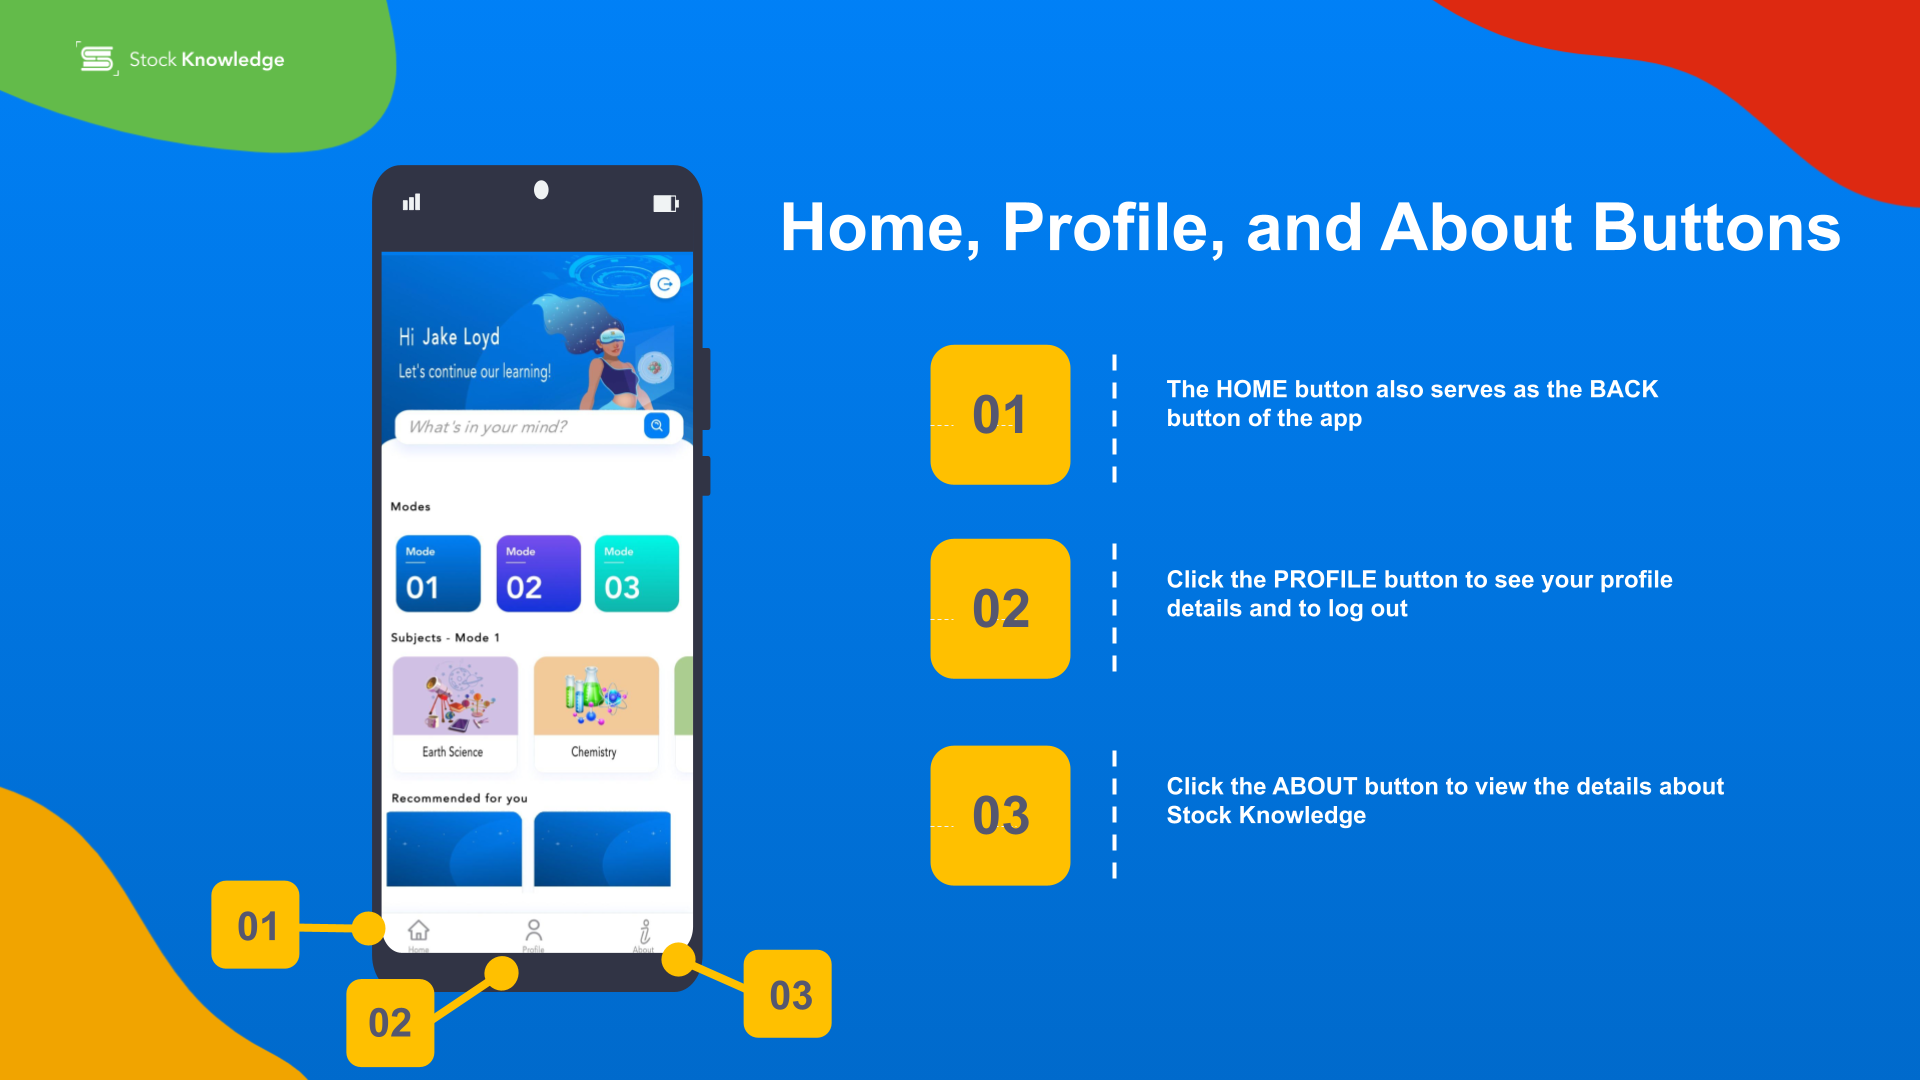 Stock Knowledge
Home, Profile, and About Buttons
Hi Jake Loyd
Let's continue our learning!
What's in your mind?
Modes
Mode
01
Mode
02
Mode
03
Subjects - Mode 1
Earth Science
Chemistry
Recommended for you
Home
Profile
About
01
02
03
01
The HOME button also serves as the BACK
button of the app
02
Click the PROFILE button to see your profile
details and to log out
03
Click the ABOUT button to view the details about
Stock Knowledge